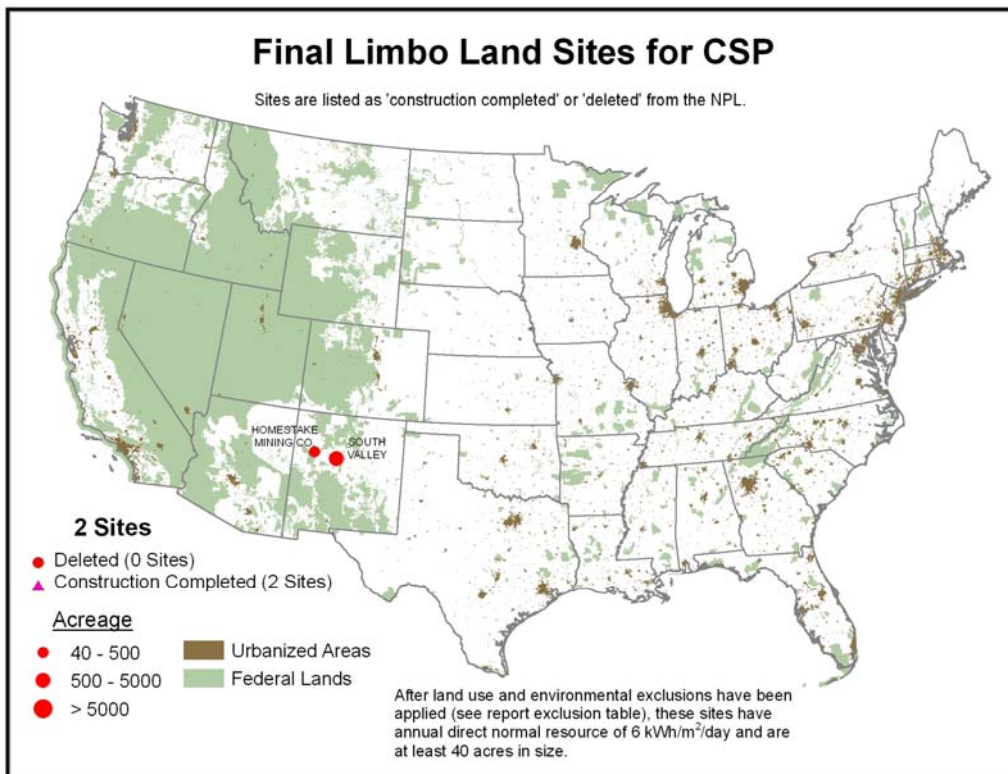 Final Limbo Land Sites for CSP
Sites are listed as 'construction completed' or 'deleted' from the NPL.
HOMESTAKE
MINING CO
SOUTH
VALLEY
2 Sites
Deleted (0 Sites)
Construction Completed (2 Sites)
Acreage
40 - 500
500 - 5000
> 5000
Urbanized Areas
Federal Lands
After land use and environmental exclusions have been
applied (see report exclusion table), these sites have
annual direct normal resource of 6 kWh/m²/day and are
at least 40 acres in size.